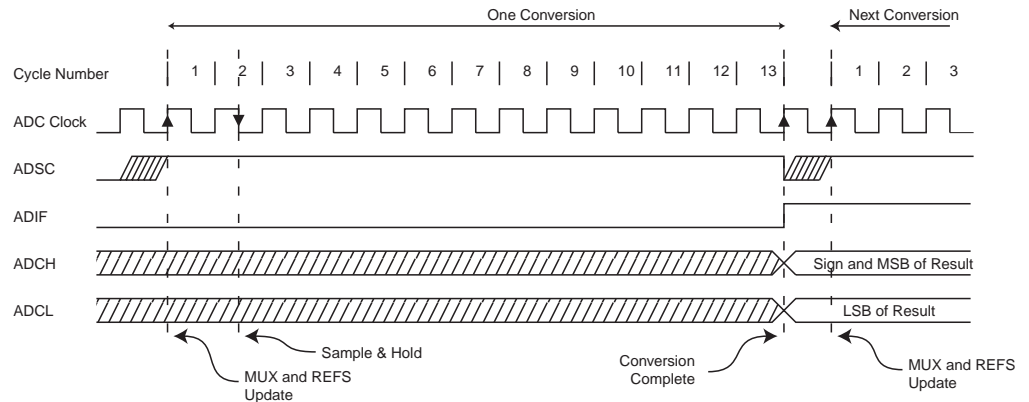 One Conversion
Next Conversion
Cycle Number 1 2 3 4 5 6 7 8 9 10 11 12 13 1 2 3
ADC Clock
ADSC
ADIF
ADCH
Sign and MSB of Result
ADCL
LSB of Result
Sample & Hold
MUX and REFS
Update
Conversion
Complete
MUX and REFS
Update